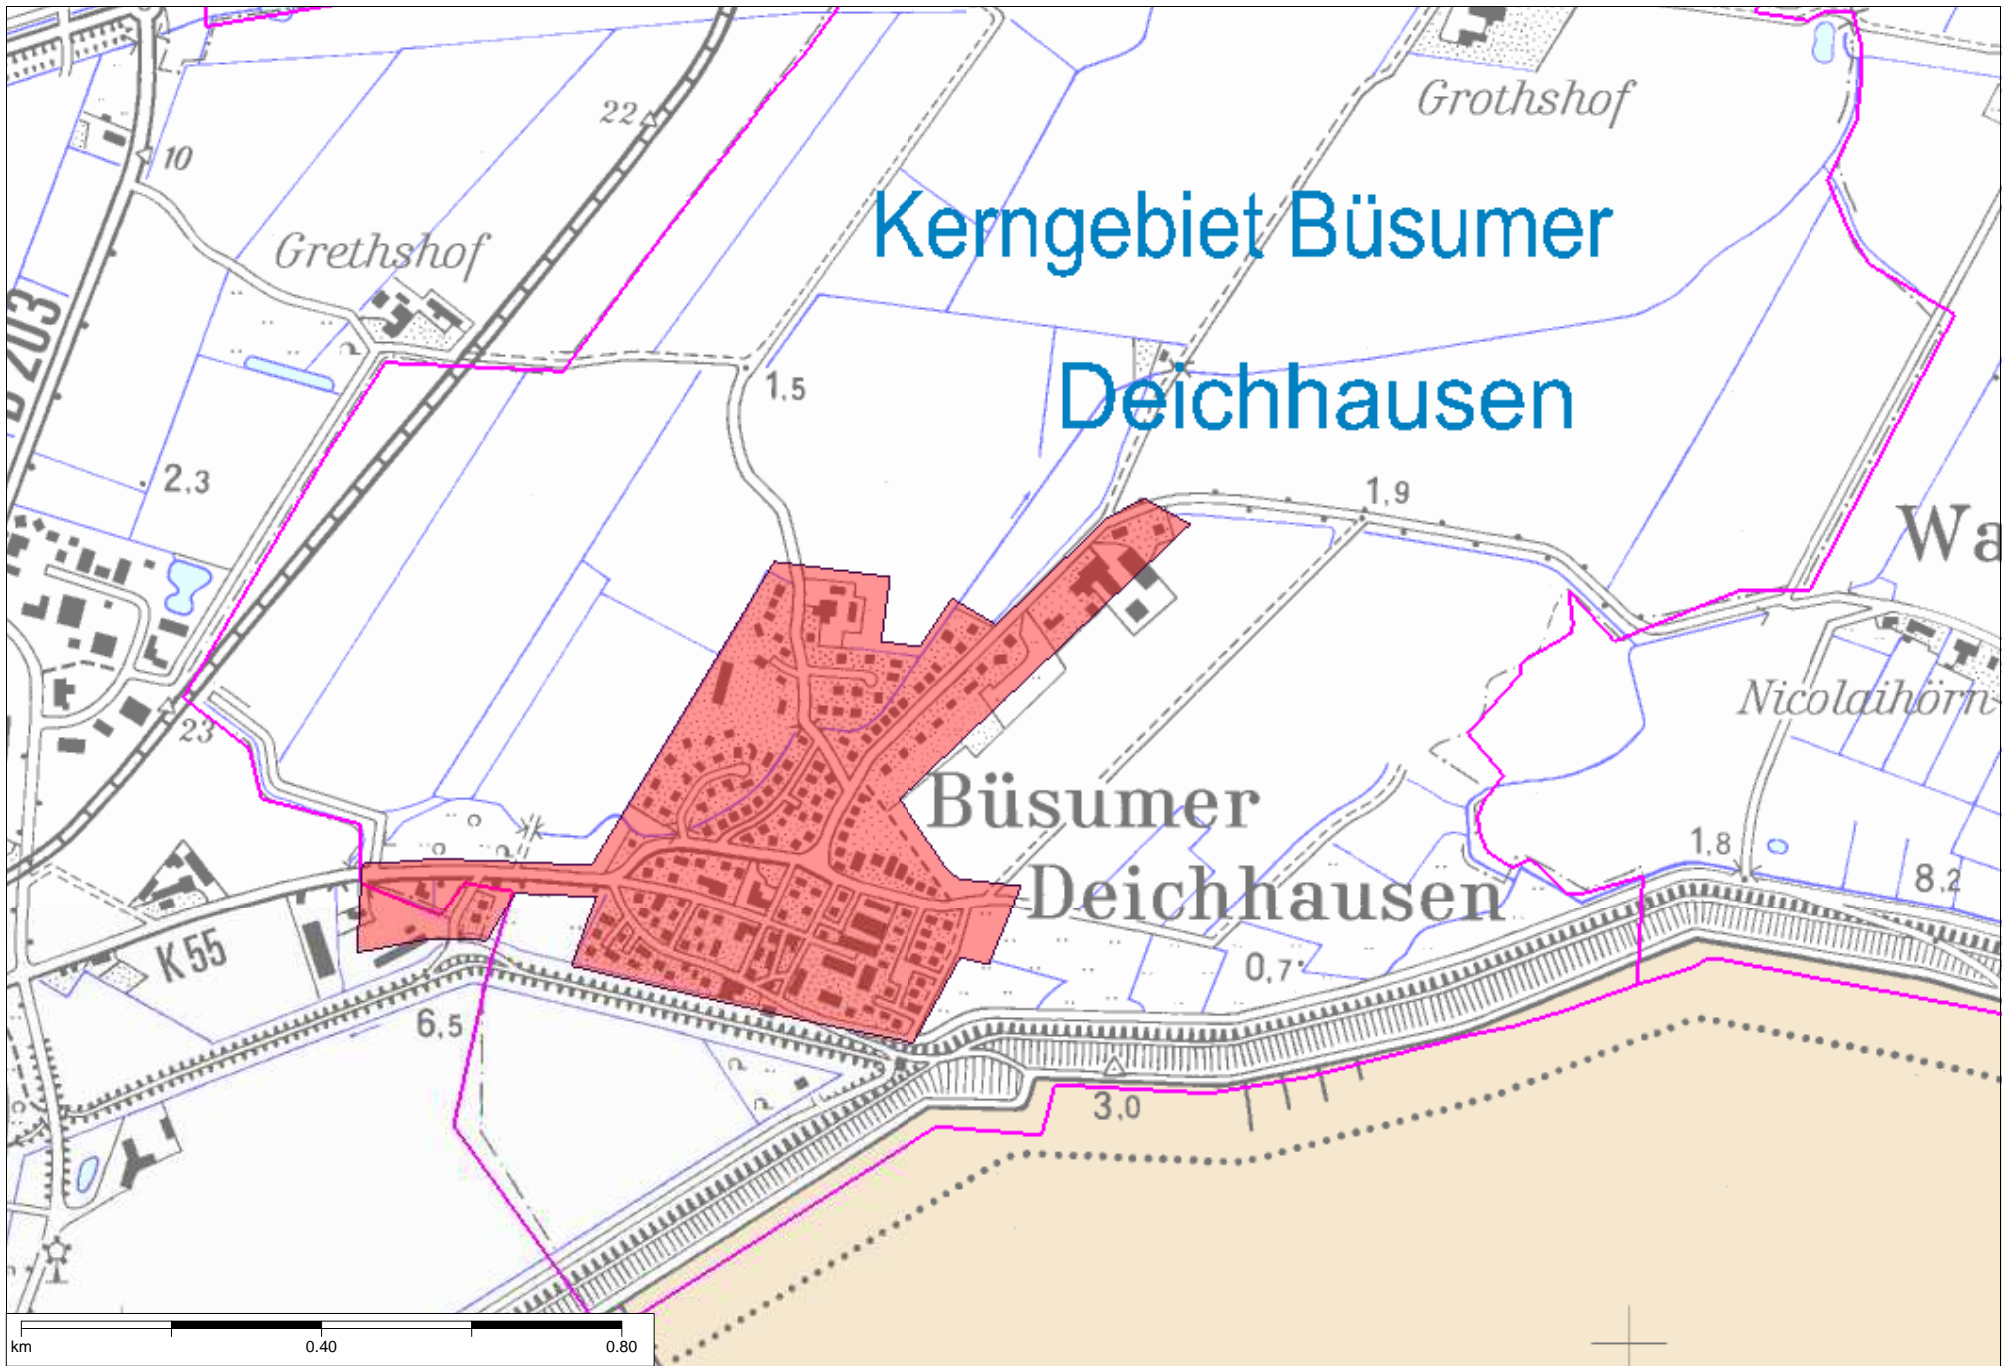 22
Grothshof
10
Kerngebiet Büsumer
Grethshof
B 203
1,5
Deichhausen
2,3
1,9
Wa
23
Nicolaihörn
Büsumer
1,8
Deichhausen
8,2
K 55
0,7
6,5
3,0
km 0.40 0.80